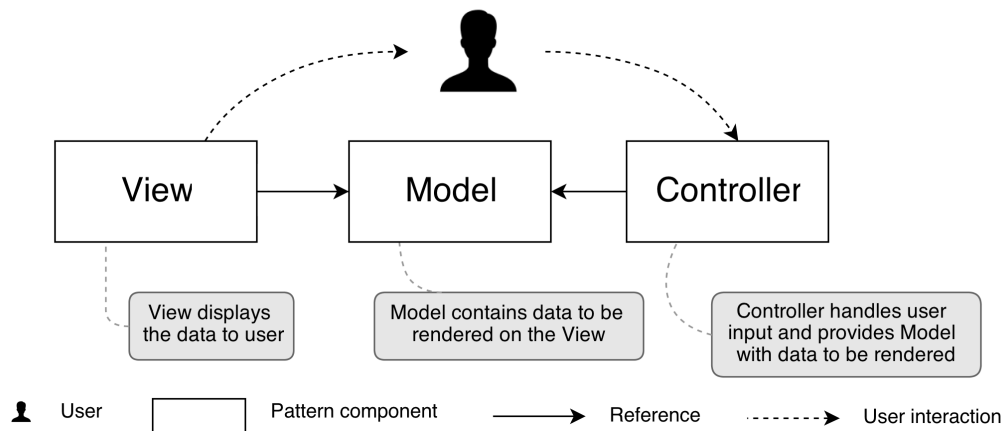 View
Model
Controller
View displays
the data to user
Model contains data to be
rendered on the View
Controller handles user
input and provides Model
with data to be rendered
User
Pattern component
Reference
User interaction